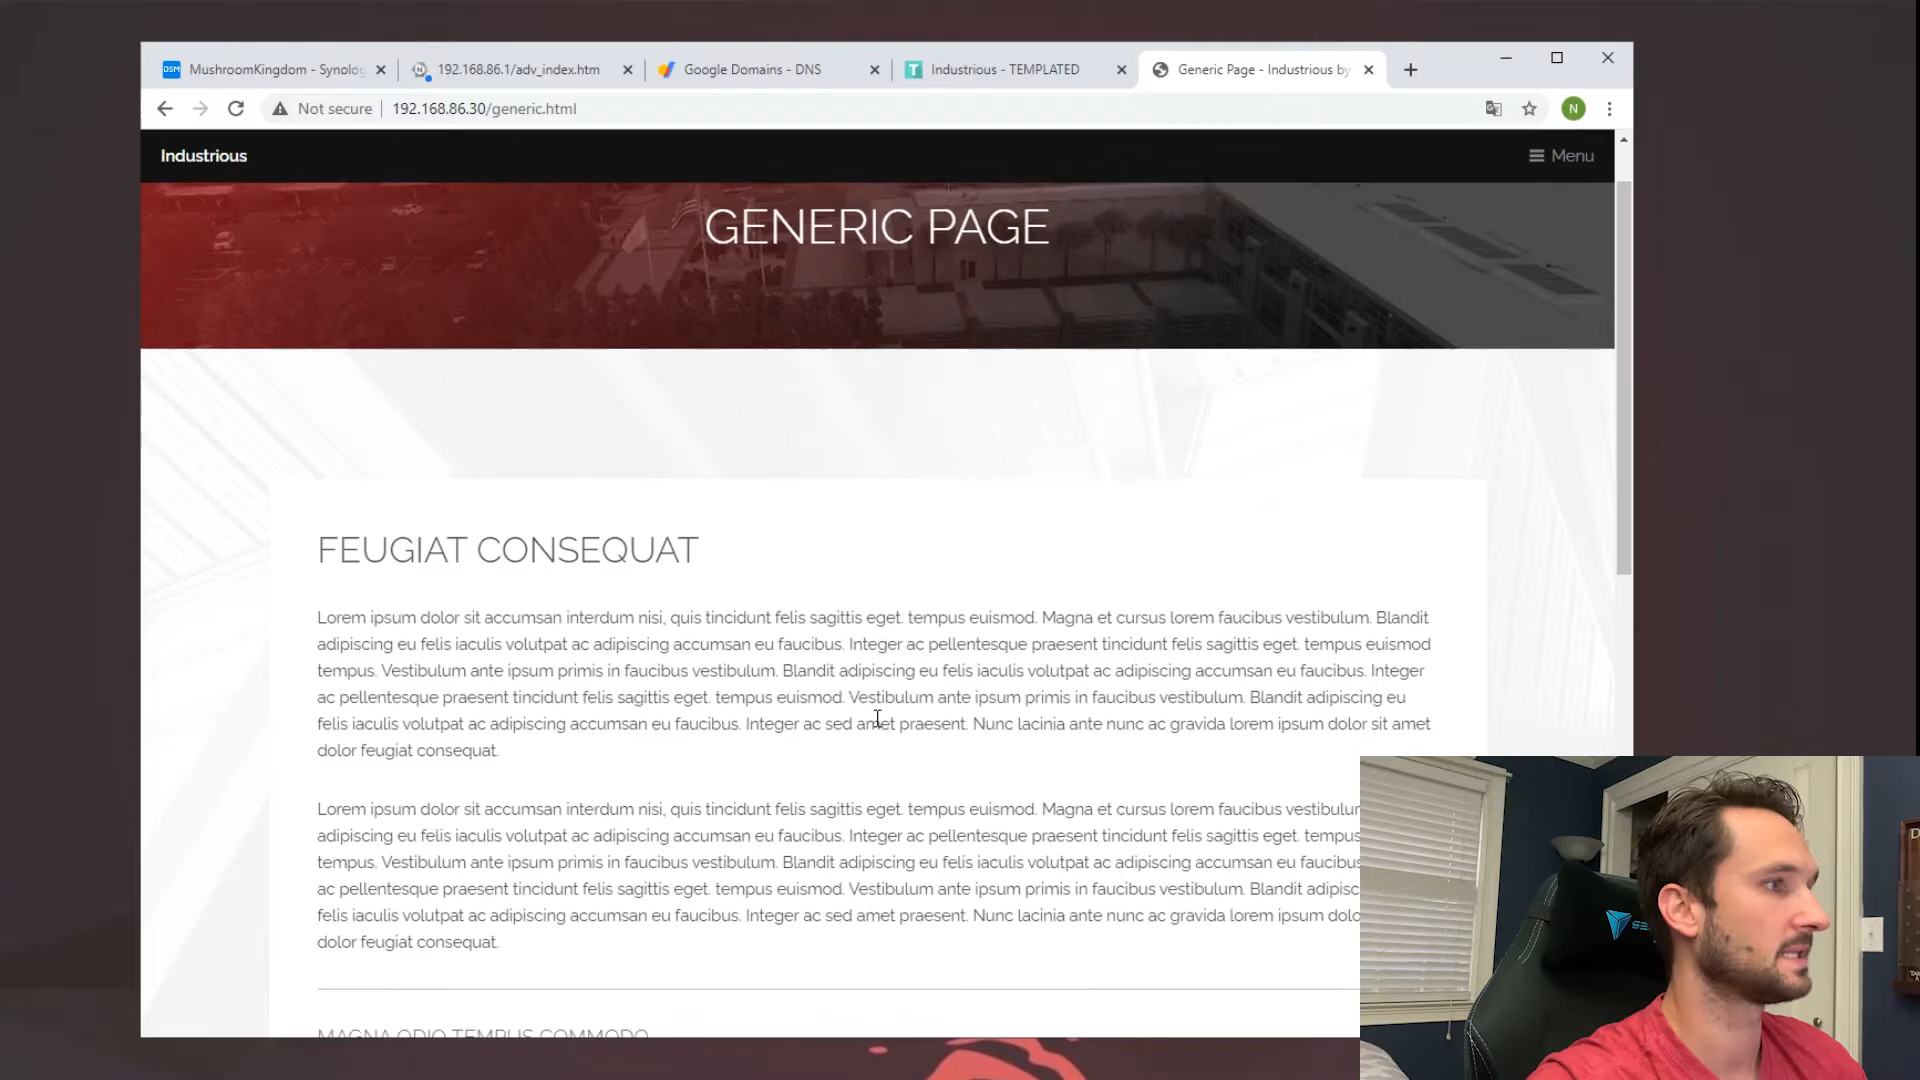 MushroomKingdom - Synolog
192.168.86.1/adv_index.htm
Google Domains - DNS
Industrious - TEMPLATED
Generic Page - Industrious by
Not secure
192.168.86.30/generic.html
N
Industrious
Menu
GENERIC PAGE
FEUGIAT CONSEQUAT
Lorem ipsum dolor sit accumsan interdum nisi, quis tincidunt felis sagittis eget. tempus euismod. Magna et cursus lorem faucibus vestibulum. Blandit
adipiscing eu felis iaculis volutpat ac adipiscing accumsan eu faucibus. Integer ac pellentesque praesent tincidunt felis sagittis eget. tempus euismod
tempus. Vestibulum ante ipsum primis in faucibus vestibulum. Blandit adipiscing eu felis iaculis volutpat ac adipiscing accumsan eu faucibus. Integer
ac pellentesque praesent tincidunt felis sagittis eget. tempus euismod. Vestibulum ante ipsum primis in faucibus vestibulum. Blandit adipiscing eu
felis iaculis volutpat ac adipiscing accumsan eu faucibus. Integer ac sed amet praesent. Nunc lacinia ante nunc ac gravida lorem ipsum dolor sit amet
dolor feugiat consequat.
Lorem ipsum dolor sit accumsan interdum nisi, quis tincidunt felis sagittis eget. tempus euismod. Magna et cursus lorem faucibus vestibulum
adipiscing eu felis iaculis volutpat ac adipiscing accumsan eu faucibus. Integer ac pellentesque praesent tincidunt felis sagittis eget. tempus
tempus. Vestibulum ante ipsum primis in faucibus vestibulum. Blandit adipiscing eu felis iaculis volutpat ac adipiscing accumsan eu faucibus
ac pellentesque praesent tincidunt felis sagittis eget. tempus euismod. Vestibulum ante ipsum primis in faucibus vestibulum. Blandit adipisc
felis iaculis volutpat ac adipiscing accumsan eu faucibus. Integer ac sed amet praesent. Nunc lacinia ante nunc ac gravida lorem ipsum dolo
dolor feugiat consequat.
MAGNA ODIO TEMPUS COMMODO